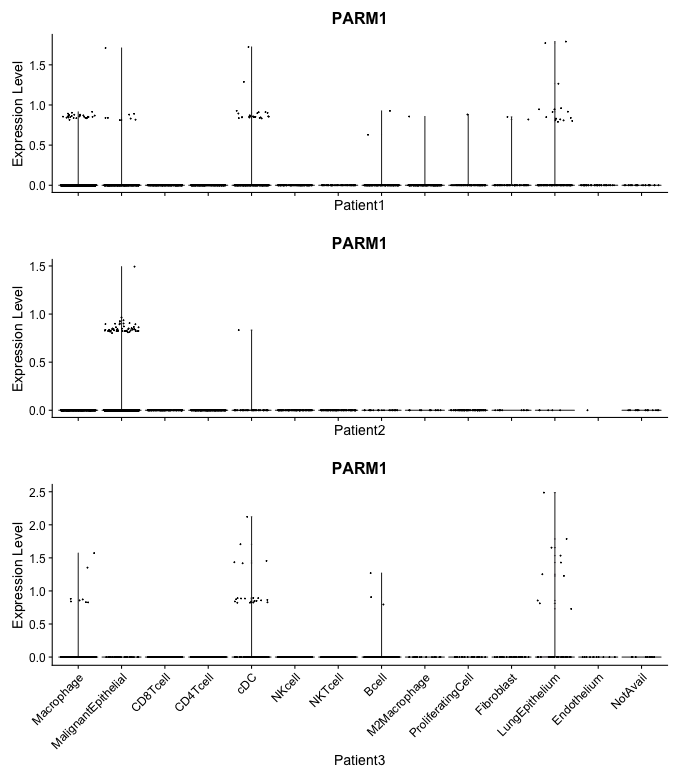 PARM1
Expression Level
1.5
1.0
0.5
0.0
Patient1
PARM1
Expression Level
1.5
1.0
0.5
0.0
Patient2
PARM1
Expression Level
2.5
2.0
1.5
1.0
0.5
0.0
Macrophage
MalignantEpithelial
CD8Tcell
CD4Tcell
cDC
NKcell
NKTcell
Bcell
M2Macrophage
ProliferatingCell
Fibroblast
LungEpithelium
Endothelium
NotAvail
Patient3